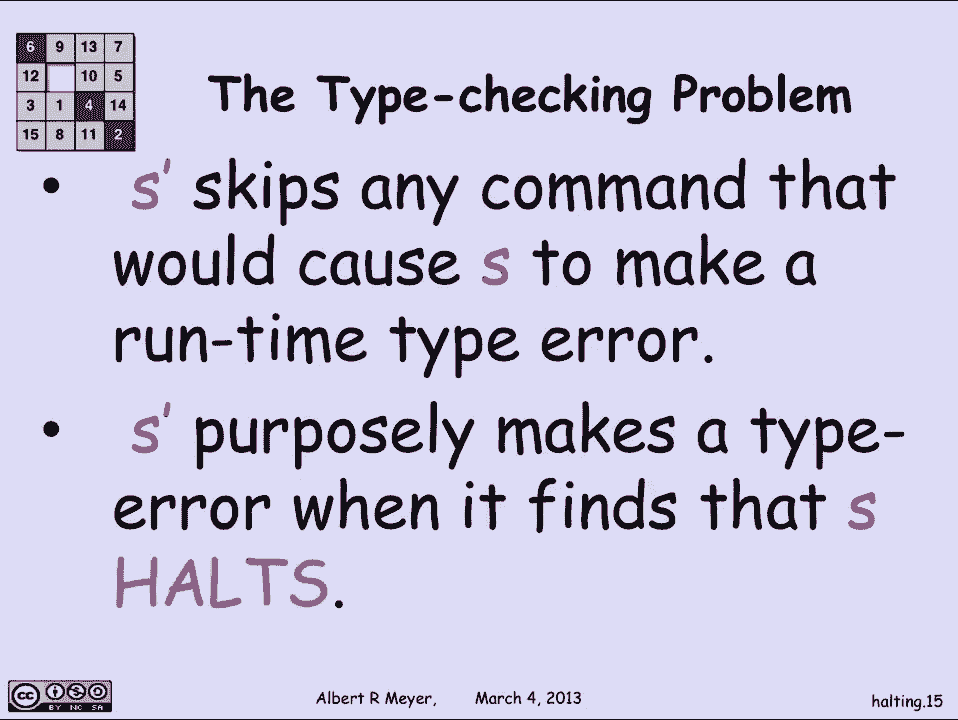 6 9 13 7
12 10 5
3 1 4 14
15 8 11 2
The Type-checking Problem
• s’ skips any command that
would cause s to make a
run-time type error.
• s’ purposely makes a type-
error when it finds that s
HALTS.
cc BY NC SA
Albert R Meyer, March 4, 2013
halting.15